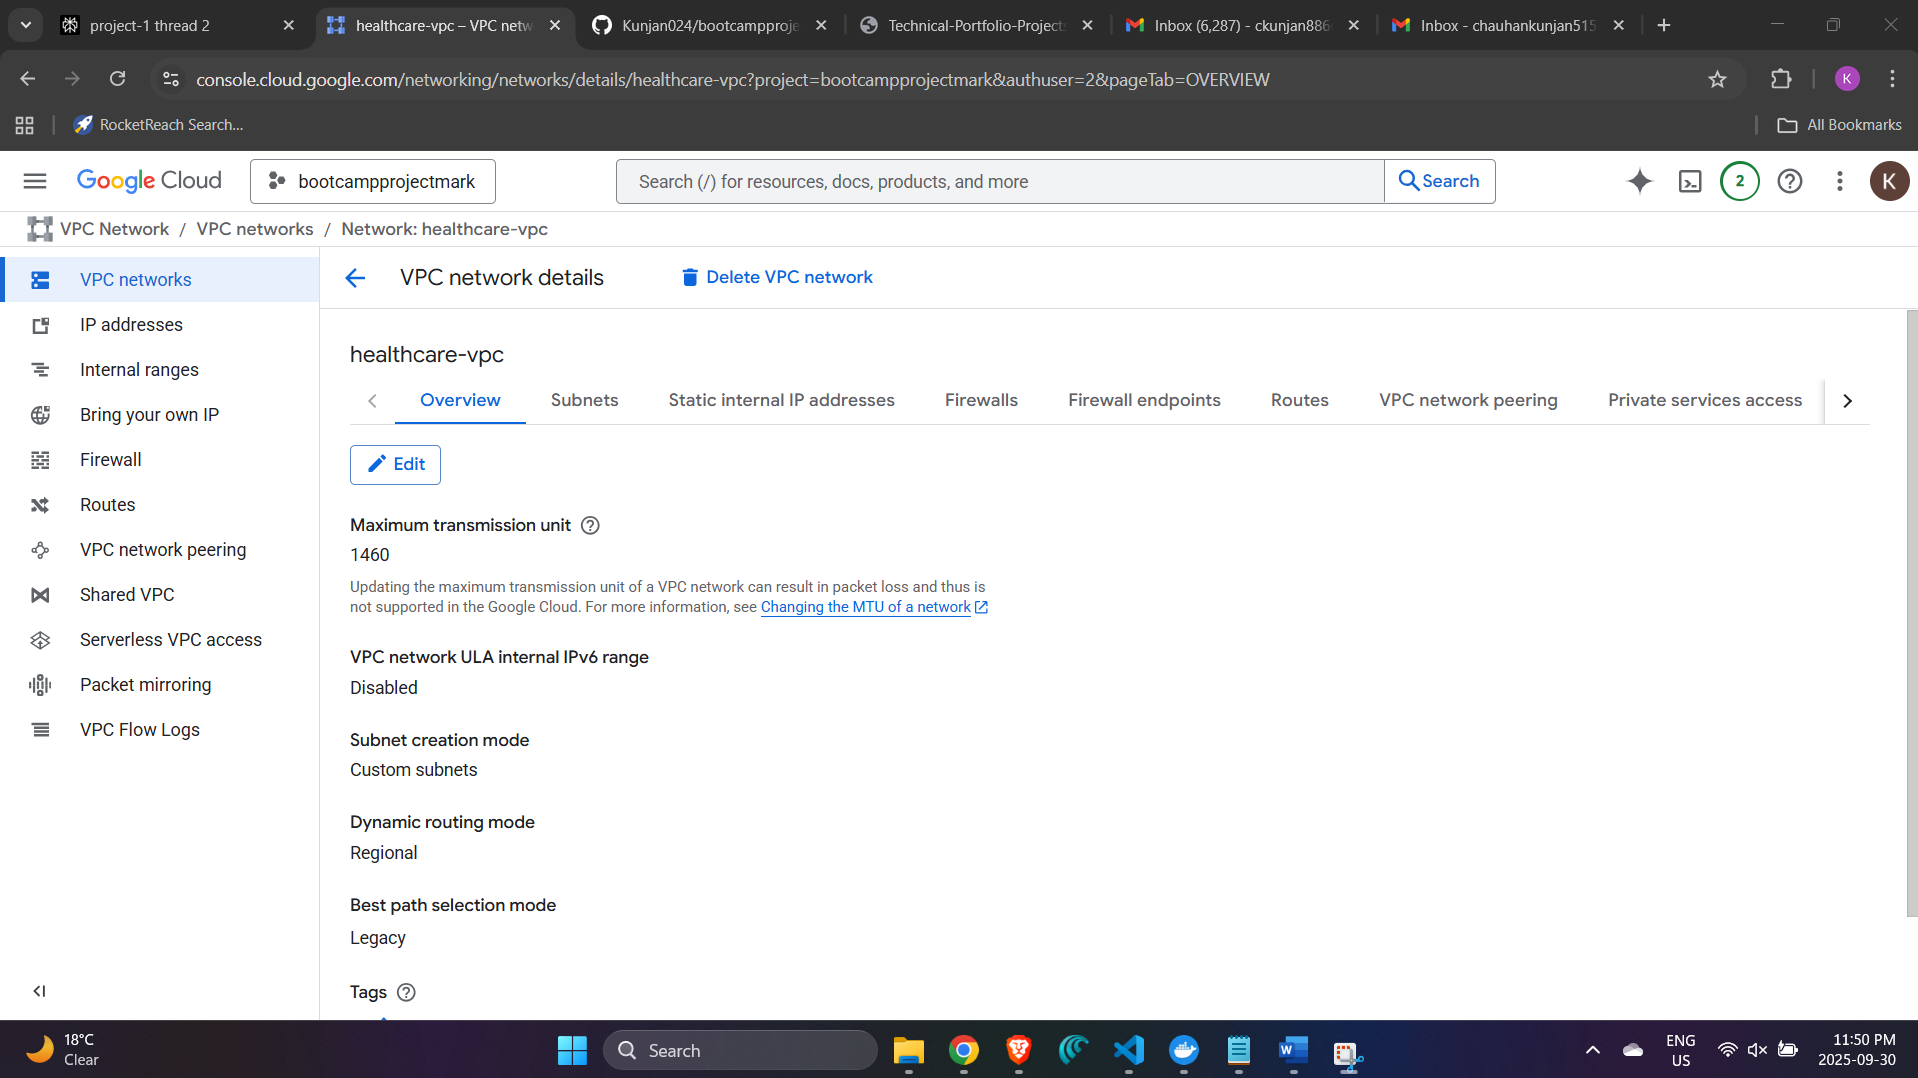 project-1 thread 2
healthcare-vpc – VPC netw
Kunjan024/bootcampproje
Technical-Portfolio-Projects
Inbox (6,287) - ckunjan886
Inbox - chauhankunjan515
console.cloud.google.com/networking/networks/details/healthcare-vpc?project=bootcampprojectmark&authuser=2&pageTab=OVERVIEW
K
RocketReach Search...
All Bookmarks
Google Cloud
bootcampprojectmark
Search (/) for resources, docs, products, and more
Search
2
K
VPC Network / VPC networks / Network: healthcare-vpc
VPC networks
IP addresses
Internal ranges
Bring your own IP
Firewall
Routes
VPC network peering
Shared VPC
Serverless VPC access
Packet mirroring
VPC Flow Logs
VPC network details
Delete VPC network
healthcare-vpc
Overview
Subnets
Static internal IP addresses
Firewalls
Firewall endpoints
Routes
VPC network peering
Private services access
Edit
Maximum transmission unit
1460
Updating the maximum transmission unit of a VPC network can result in packet loss and thus is
not supported in the Google Cloud. For more information, see Changing the MTU of a network
VPC network ULA internal IPv6 range
Disabled
Subnet creation mode
Custom subnets
Dynamic routing mode
Regional
Best path selection mode
Legacy
Tags
18°C
Clear
Search
ENG
US
11:50 PM
2025-09-30